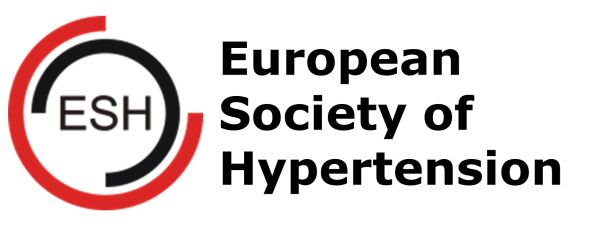 ESH
European
Society of
Hypertension